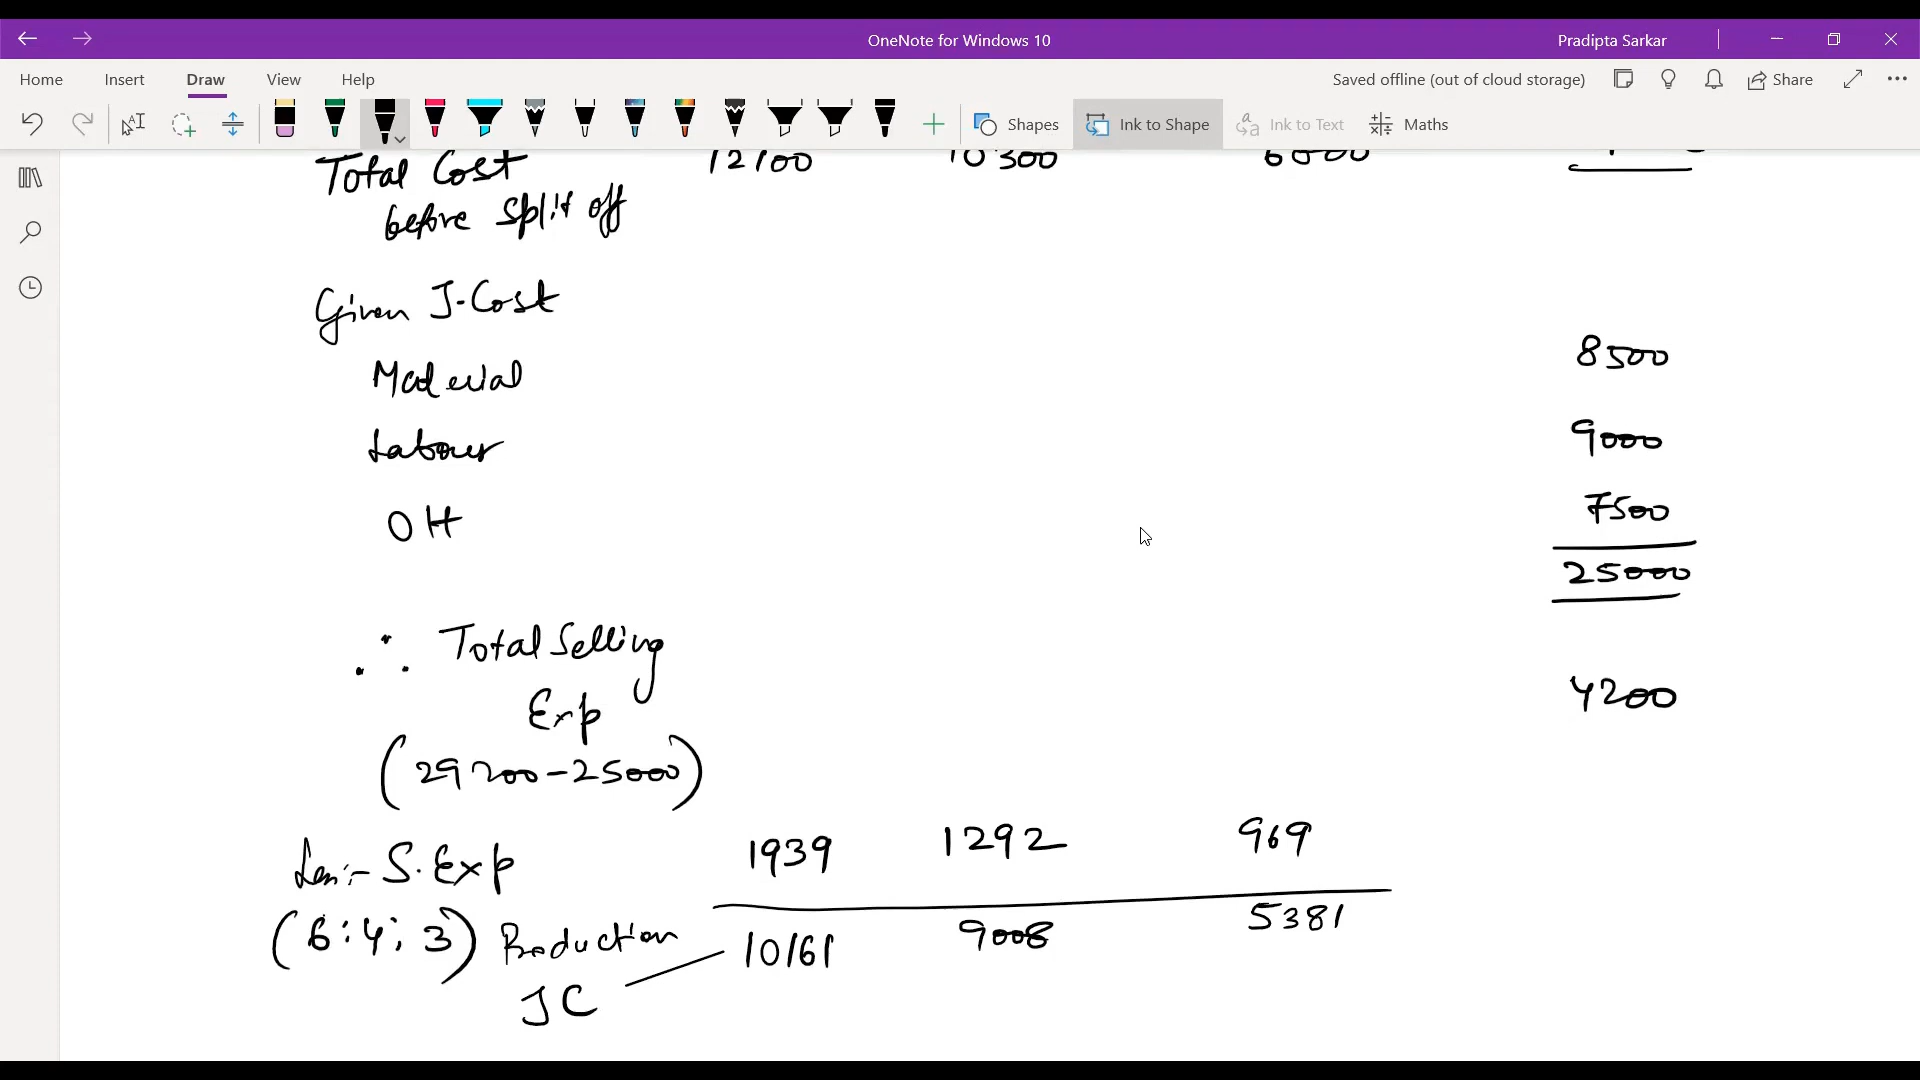 OneNote for Windows 10
Pradipta Sarkar
Home Insert Draw View Help
Saved offline (out of cloud storage)
Share
Shapes
Ink to Shape
Ink to Text
Maths
Total Cost 12100 10300
before split off
Given J-Cost
Material 8500
Labour 9000
OH 7500
25000
∴ Total Selling
Exp 4200
(29200-25000)
Less:- S.Exp 1939 1292 969
(6:4:3) Production 10161 9008 5381
JC